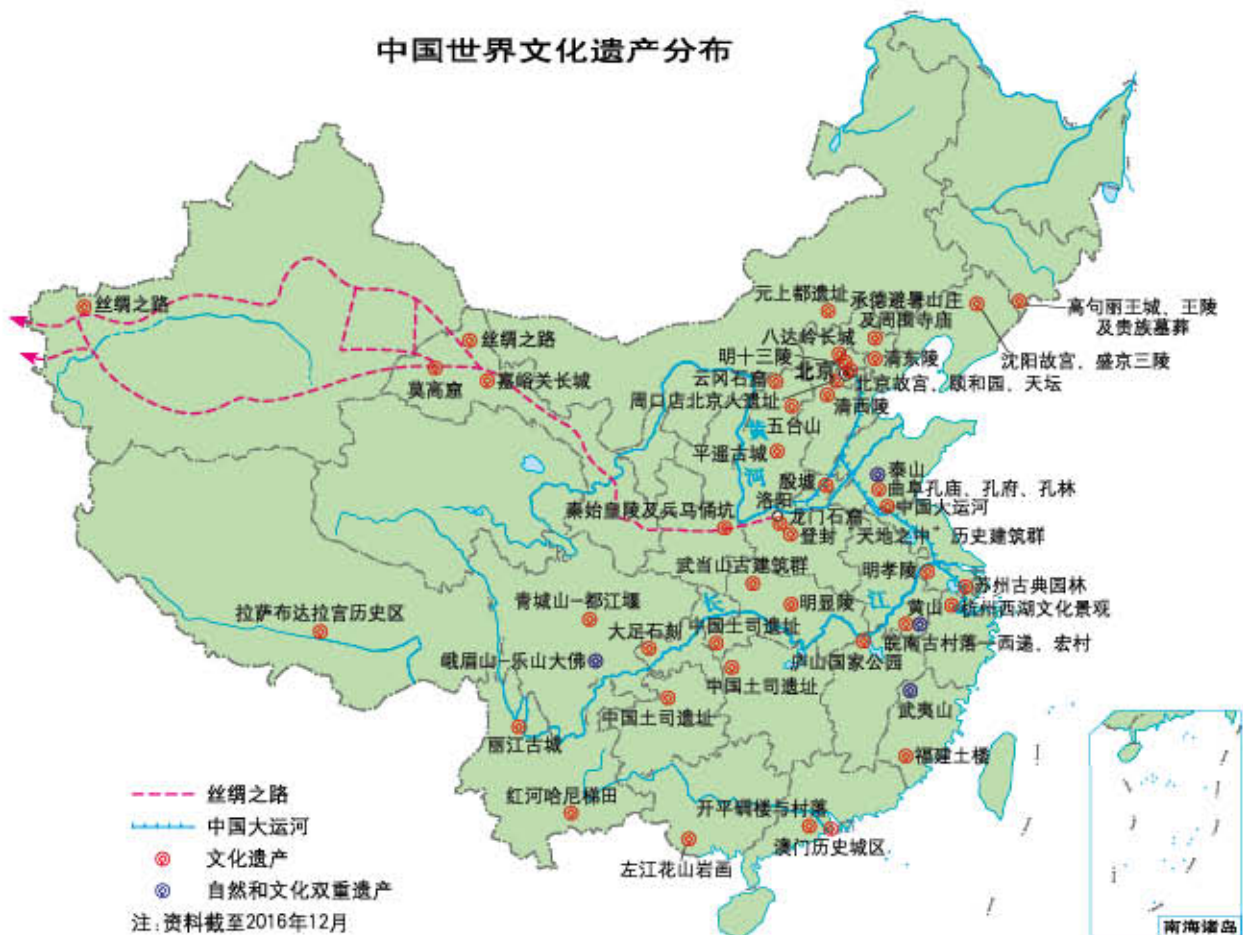 中国世界文化遗产分布
元上都遗址
承德避暑山庄
及周围寺庙
高句丽王城、王陵
及贵族墓葬
丝绸之路
八达岭长城
丝绸之路
明十三陵
清东陵
沈阳故宫、盛京三陵
北京
莫高窟
嘉峪关长城
云冈石窟
北京故宫、颐和园、天坛
周口店北京人遗址
清西陵
五台山
黄河
平遥古城
泰山
殷墟
曲阜孔庙、孔府、孔林
洛阳
中国大运河
秦始皇陵及兵马俑坑
龙门石窟
登封“天地之中”历史建筑群
武当山古建筑群
明孝陵
苏州古典园林
青城山-都江堰
明显陵
黄山
杭州西湖文化景观
长江
拉萨布达拉宫历史区
大足石刻
中国土司遗址
皖南古村落-西递、宏村
峨眉山-乐山大佛
庐山国家公园
中国土司遗址
中国土司遗址
武夷山
丽江古城
福建土楼
红河哈尼梯田
开平碉楼与村落
澳门历史城区
左江花山岩画
丝绸之路
中国大运河
文化遗产
自然和文化双重遗产
注:资料截至2016年12月
南海诸岛